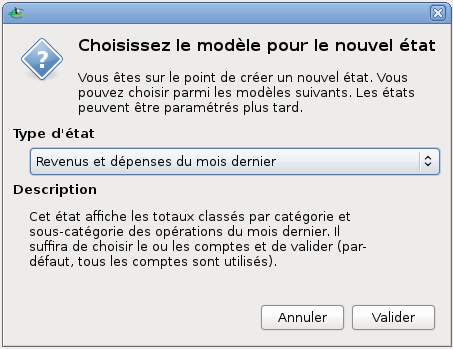 Choisissez le modèle pour le nouvel état
Vous êtes sur le point de créer un nouvel état. Vous
pouvez choisir parmi les modèles suivants. Les états
peuvent être paramétrés plus tard.
Type d'état
Revenus et dépenses du mois dernier
Description
Cet état affiche les totaux classés par catégorie et
sous-catégorie des opérations du mois dernier. Il
suffira de choisir le ou les comptes et de valider (par-
défaut, tous les comptes sont utilisés).
Annuler Valider